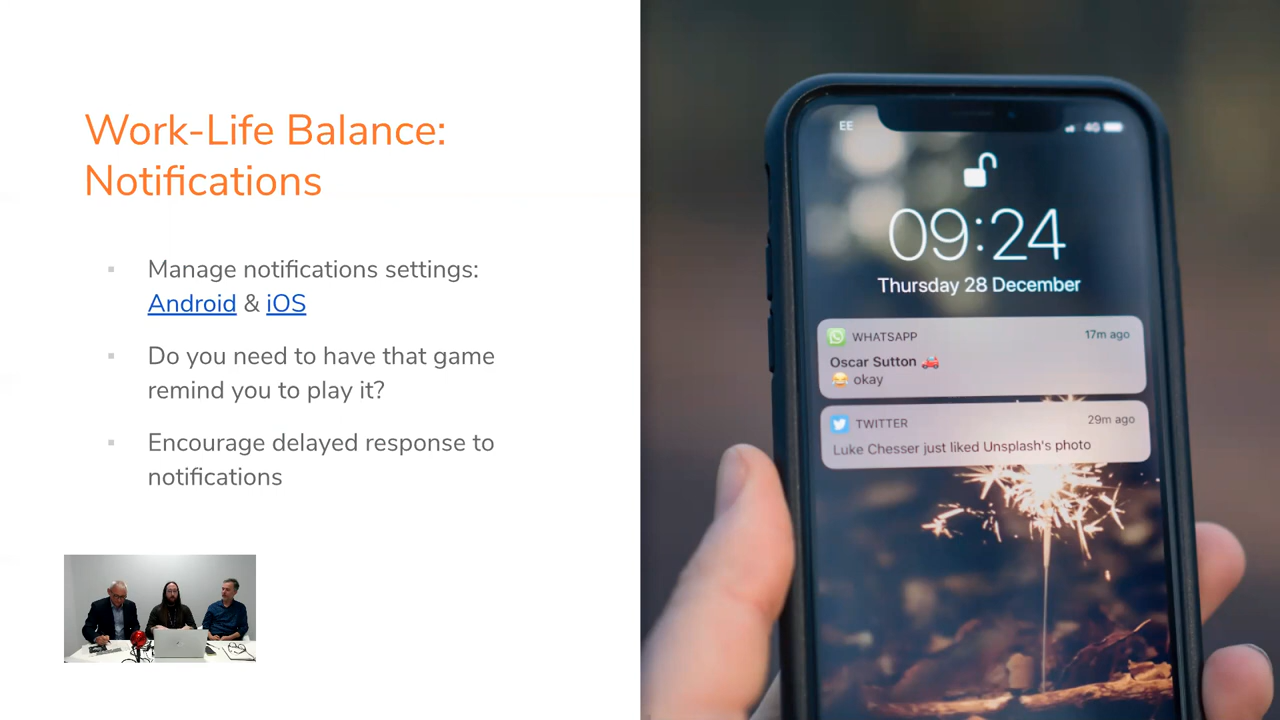 Work-Life Balance:
Notifications
▪ Manage notifications settings:
Android & iOS
▪ Do you need to have that game
remind you to play it?
▪ Encourage delayed response to
notifications
EE 4G
09:24
Thursday 28 December
WHATSAPP 17m ago
Oscar Sutton 🚗
😂 okay
TWITTER 29m ago
Luke Chesser just liked Unsplash's photo